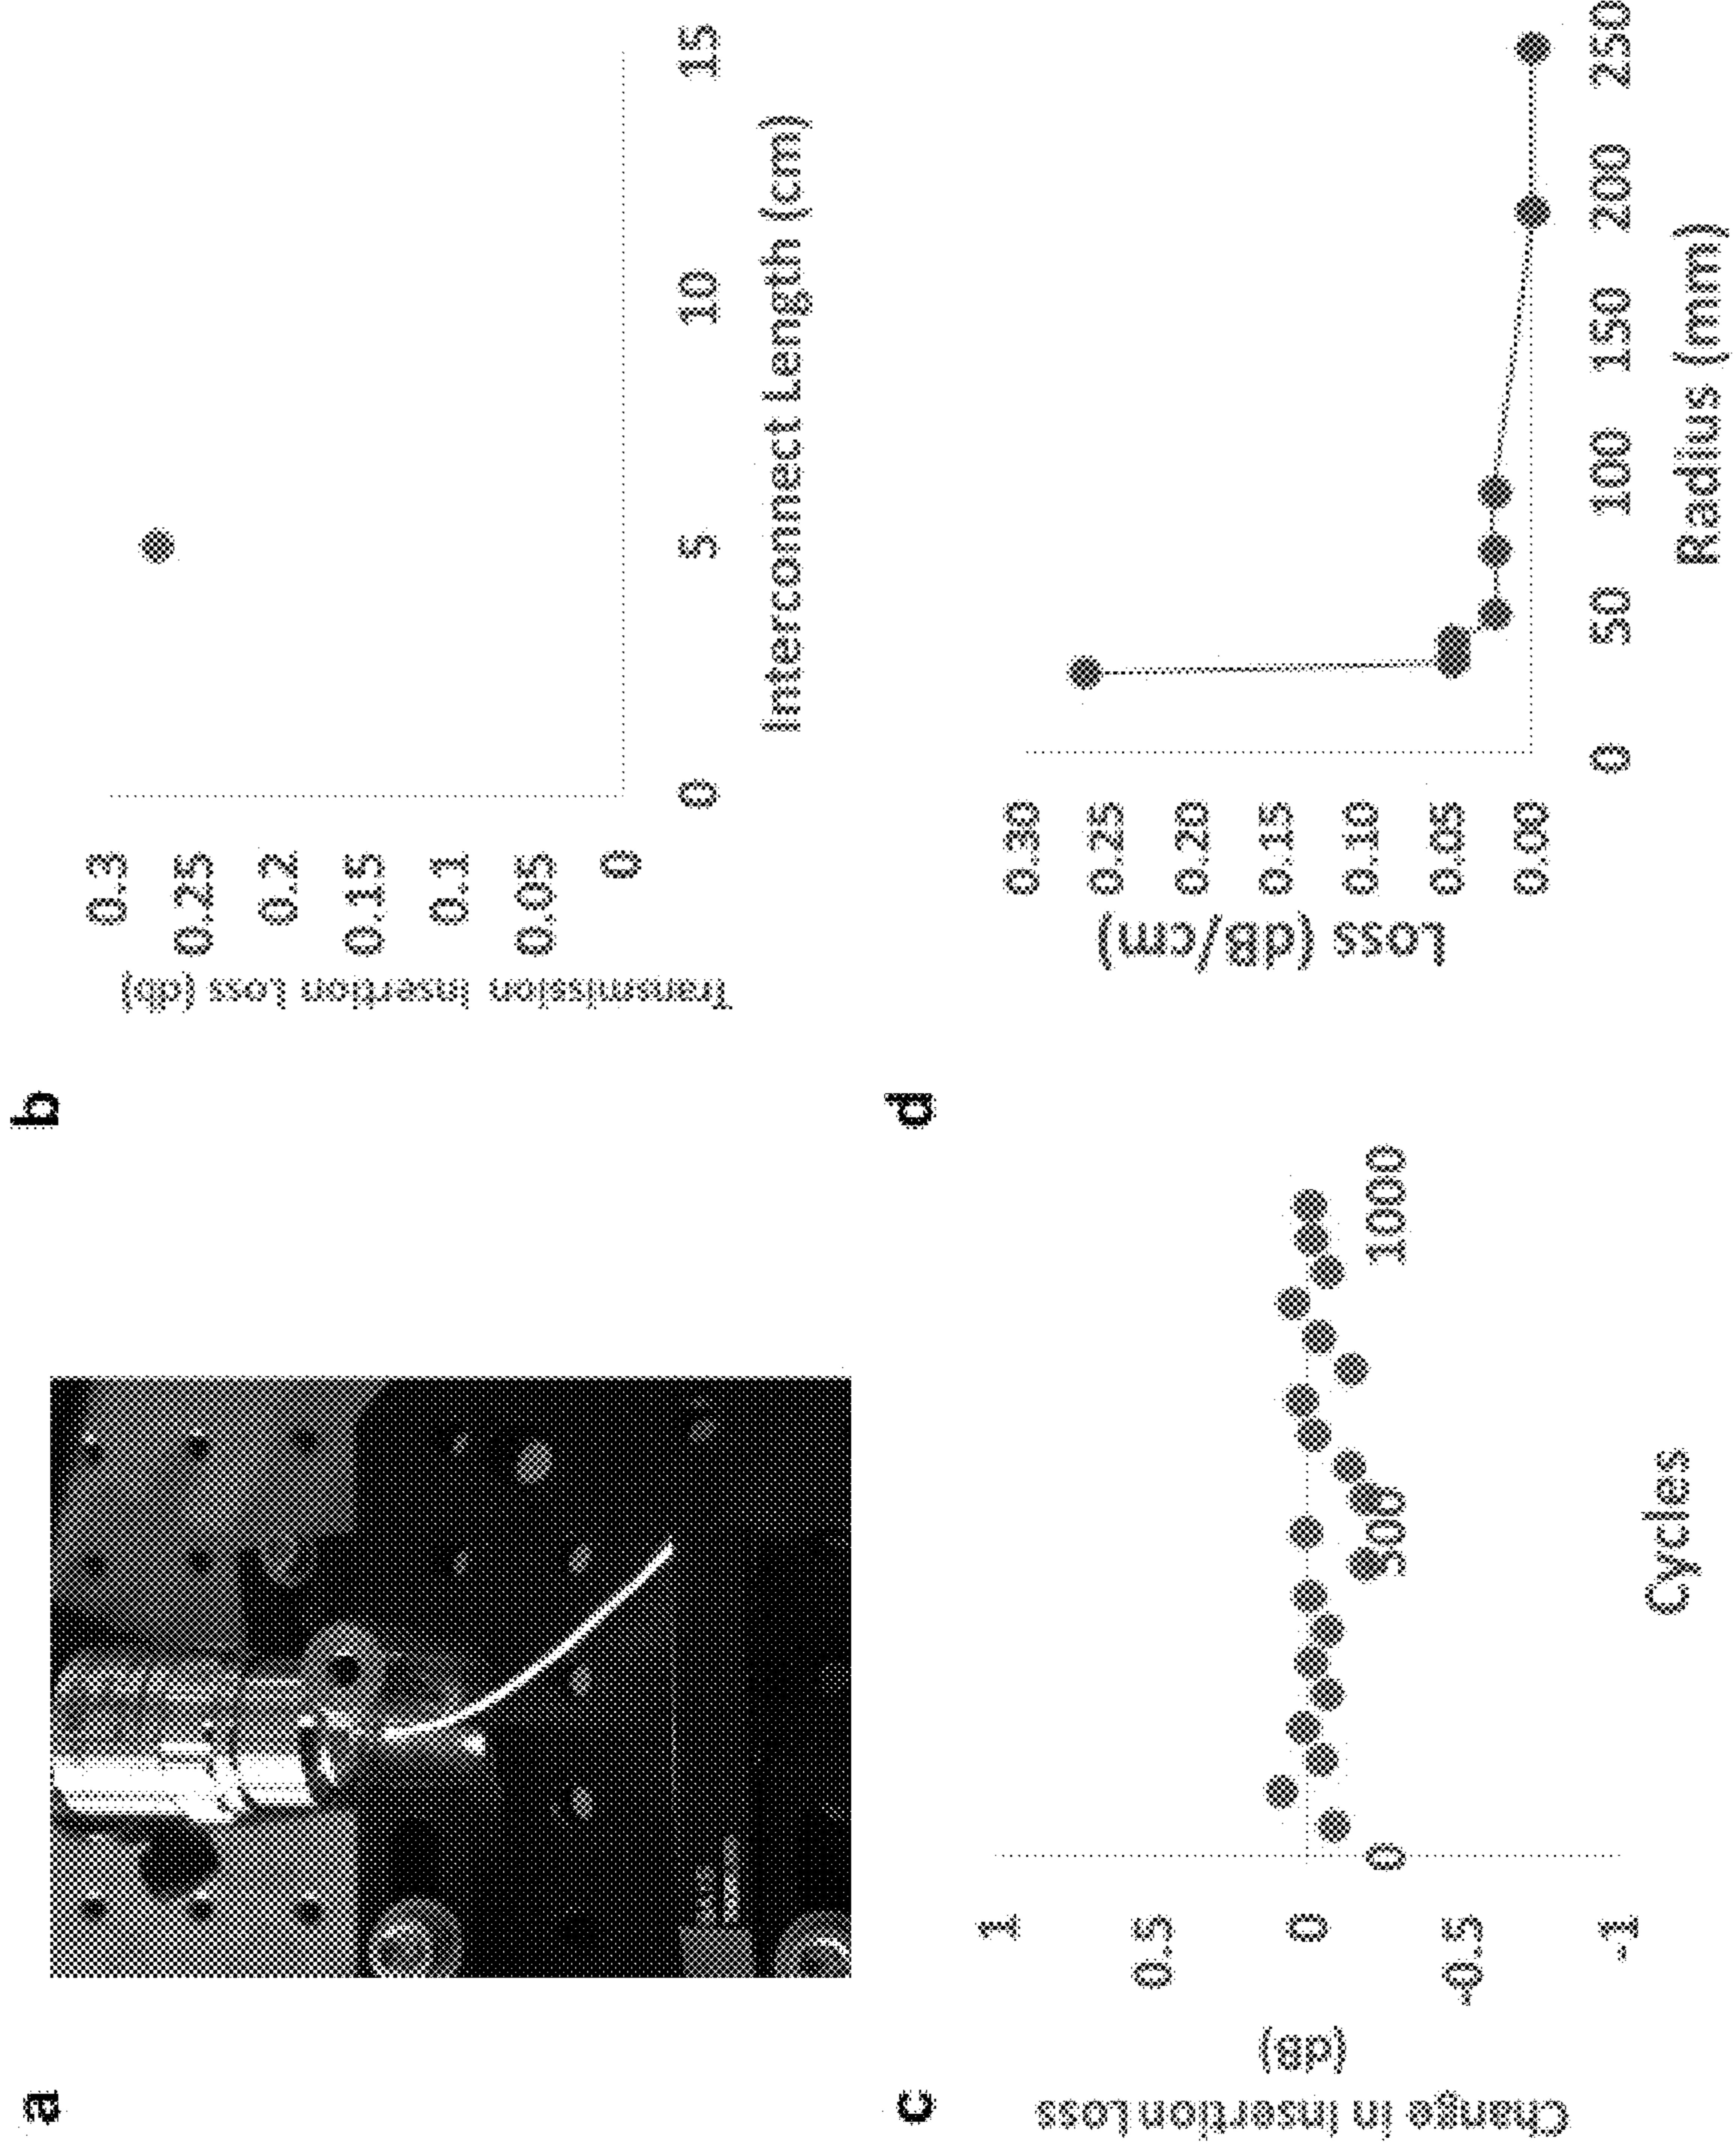 a
b
Transmission Insertion Loss (db)
0.3
0.25
0.2
0.15
0.1
0.05
0
0
5
10
15
Interconnect Length (cm)
c
Change in Insertion Loss
(dB)
1
0.5
0
-0.5
-1
0
500
1000
Cycles
d
Loss (dB/cm)
0.30
0.25
0.20
0.15
0.10
0.05
0.00
0
50
100
150
200
250
Radius (mm)